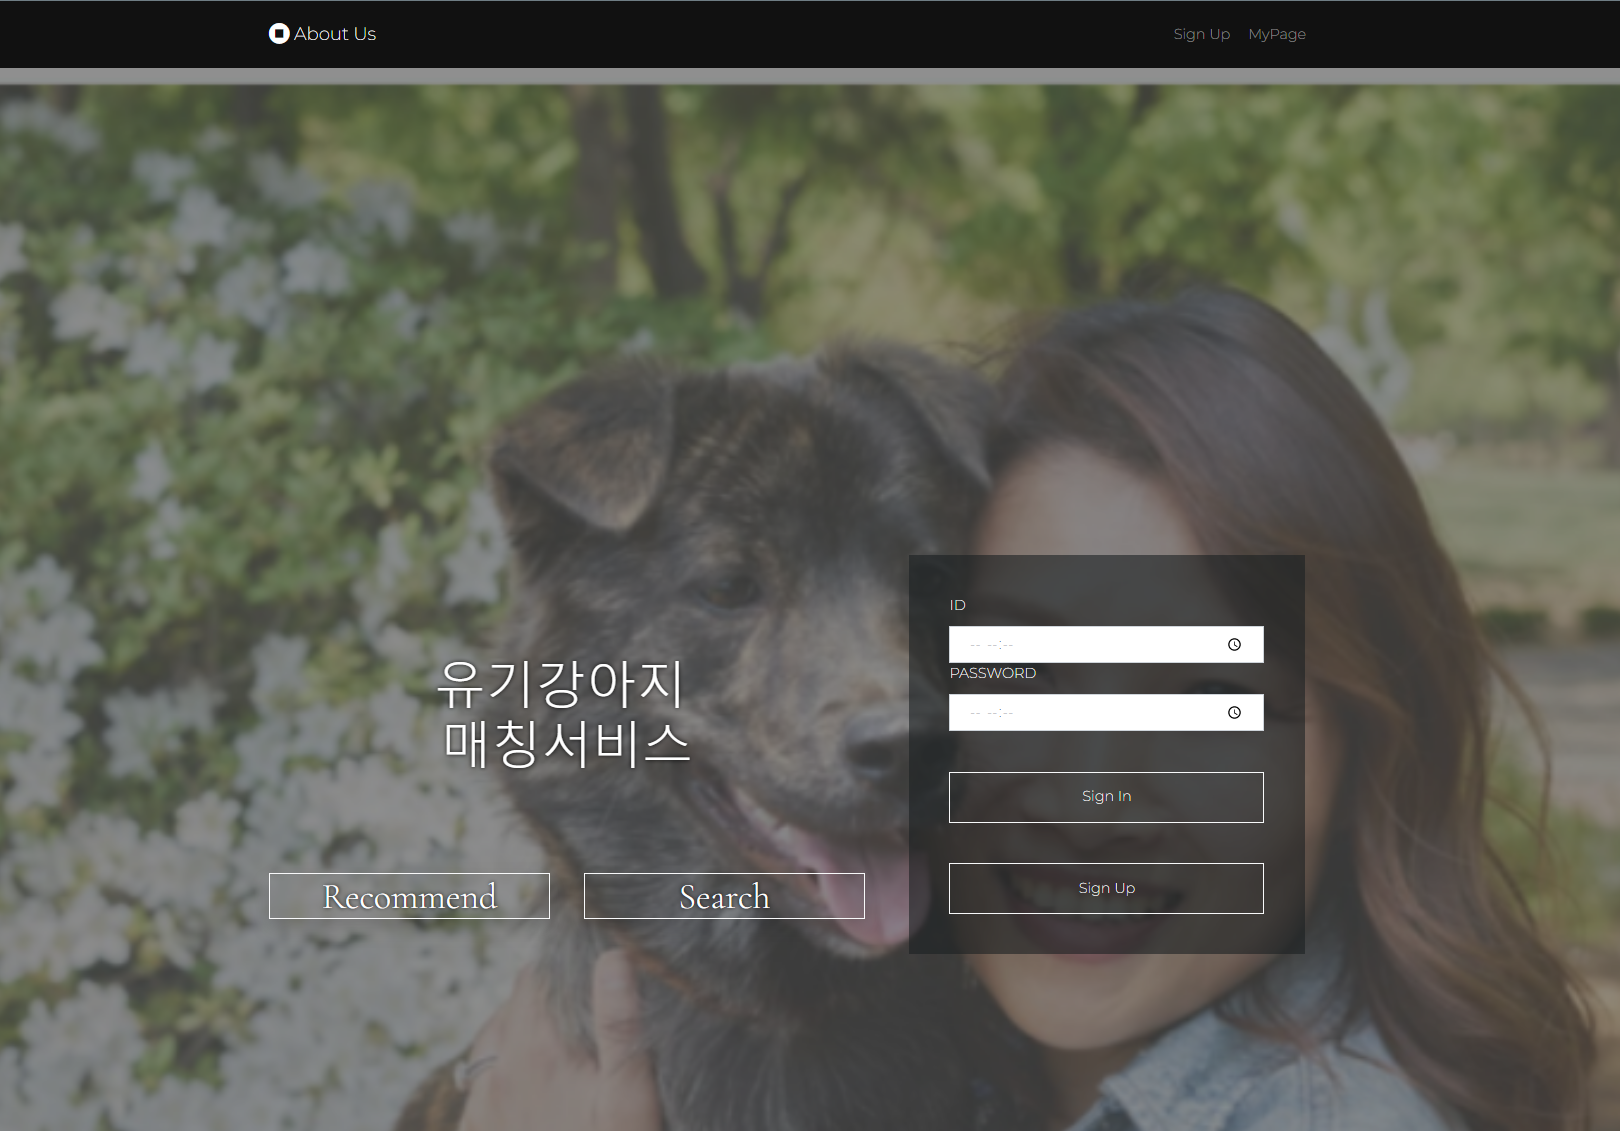 About Us
Sign Up MyPage
유기강아지
매칭서비스
Recommend
Search
ID
-- --:--
PASSWORD
-- --:--
Sign In
Sign Up